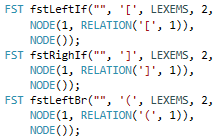 FST fstLeftIf("", '[', LEXEMS, 2,
NODE(1, RELATION('[', 1)),
NODE());
FST fstRighIf("", ']', LEXEMS, 2,
NODE(1, RELATION(']', 1)),
NODE());
FST fstLeftBr("", '(', LEXEMS, 2,
NODE(1, RELATION('(', 1)),
NODE());